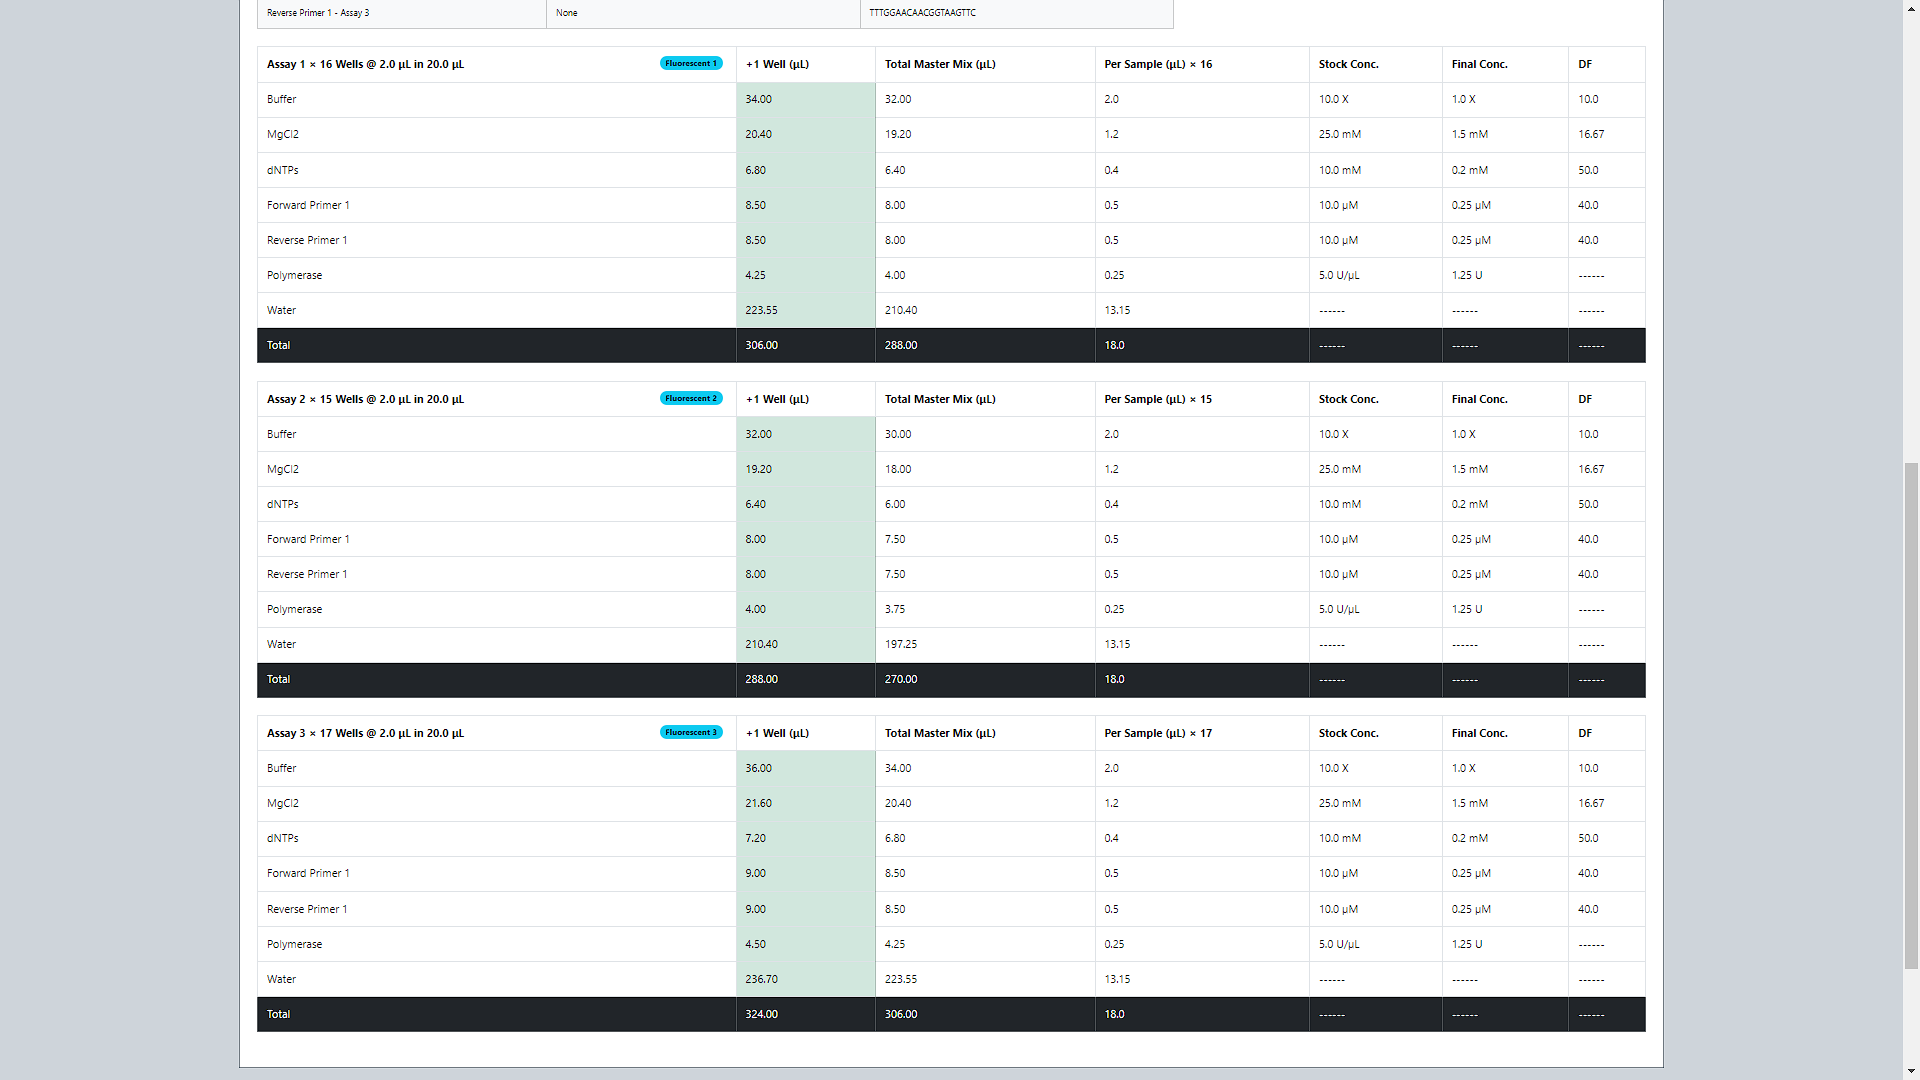 Reverse Primer 1 - Assay 3 None TTTGGAACAACGGTAAGTTC
Assay 1 × 16 Wells @ 2.0 µL in 20.0 µL Fluorescent 1 +1 Well (µL) Total Master Mix (µL) Per Sample (µL) × 16 Stock Conc. Final Conc. DF
Buffer 34.00 32.00 2.0 10.0 X 1.0 X 10.0
MgCl2 20.40 19.20 1.2 25.0 mM 1.5 mM 16.67
dNTPs 6.80 6.40 0.4 10.0 mM 0.2 mM 50.0
Forward Primer 1 8.50 8.00 0.5 10.0 µM 0.25 µM 40.0
Reverse Primer 1 8.50 8.00 0.5 10.0 µM 0.25 µM 40.0
Polymerase 4.25 4.00 0.25 5.0 U/µL 1.25 U ------
Water 223.55 210.40 13.15 ------ ------ ------
Total 306.00 288.00 18.0 ------ ------ ------
Assay 2 × 15 Wells @ 2.0 µL in 20.0 µL Fluorescent 2 +1 Well (µL) Total Master Mix (µL) Per Sample (µL) × 15 Stock Conc. Final Conc. DF
Buffer 32.00 30.00 2.0 10.0 X 1.0 X 10.0
MgCl2 19.20 18.00 1.2 25.0 mM 1.5 mM 16.67
dNTPs 6.40 6.00 0.4 10.0 mM 0.2 mM 50.0
Forward Primer 1 8.00 7.50 0.5 10.0 µM 0.25 µM 40.0
Reverse Primer 1 8.00 7.50 0.5 10.0 µM 0.25 µM 40.0
Polymerase 4.00 3.75 0.25 5.0 U/µL 1.25 U ------
Water 210.40 197.25 13.15 ------ ------ ------
Total 288.00 270.00 18.0 ------ ------ ------
Assay 3 × 17 Wells @ 2.0 µL in 20.0 µL Fluorescent 3 +1 Well (µL) Total Master Mix (µL) Per Sample (µL) × 17 Stock Conc. Final Conc. DF
Buffer 36.00 34.00 2.0 10.0 X 1.0 X 10.0
MgCl2 21.60 20.40 1.2 25.0 mM 1.5 mM 16.67
dNTPs 7.20 6.80 0.4 10.0 mM 0.2 mM 50.0
Forward Primer 1 9.00 8.50 0.5 10.0 µM 0.25 µM 40.0
Reverse Primer 1 9.00 8.50 0.5 10.0 µM 0.25 µM 40.0
Polymerase 4.50 4.25 0.25 5.0 U/µL 1.25 U ------
Water 236.70 223.55 13.15 ------ ------ ------
Total 324.00 306.00 18.0 ------ ------ ------